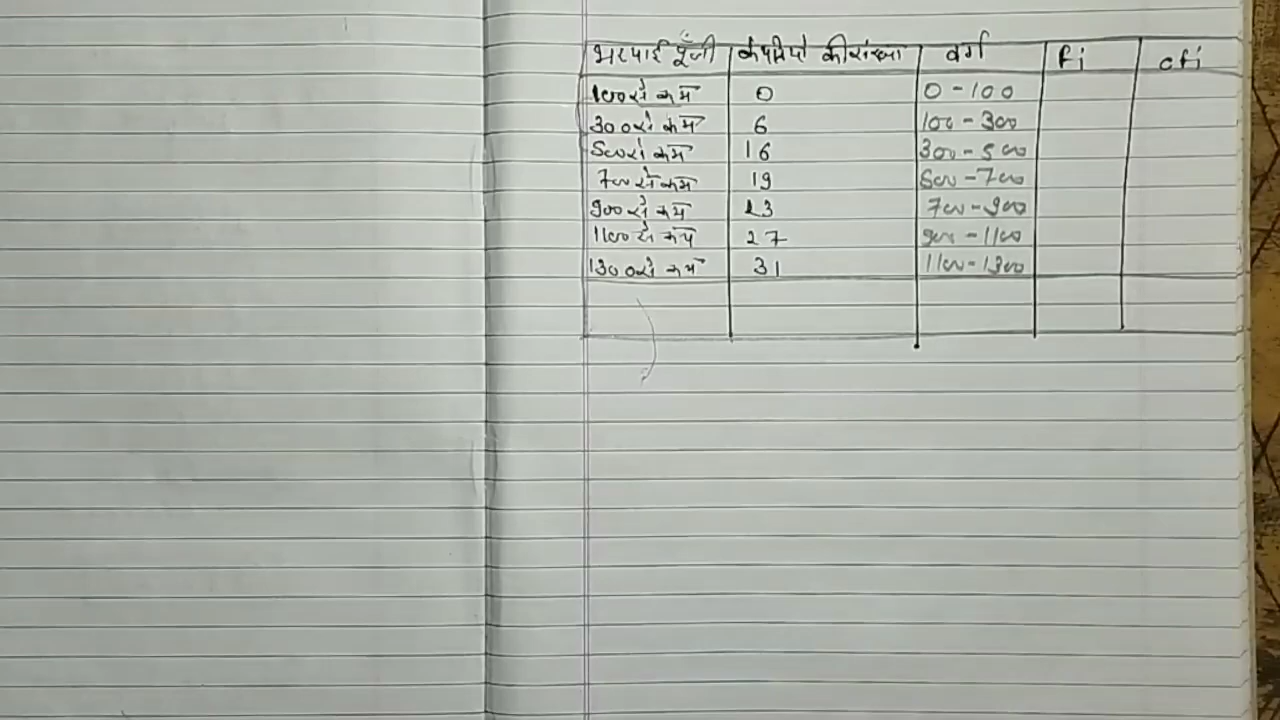 भरपाई पूँजी कंपनियो की संख्या वर्ग fi cfi
100 से कम 0 0-100
300 से कम 6 100-300
500 से कम 16 300-500
700 से कम 19 500-700
900 से कम 23 700-900
1100 से कम 27 900-1100
1300 से कम 31 1100-1300